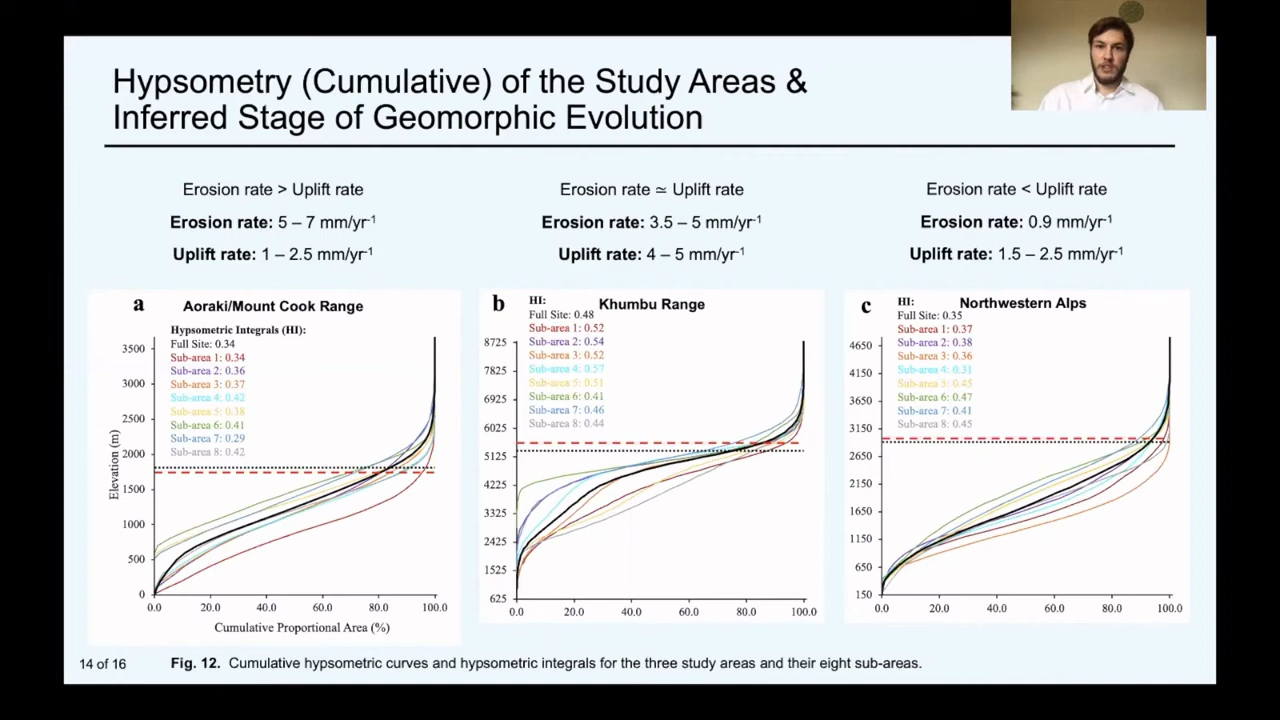 Hypsometry (Cumulative) of the Study Areas &
Inferred Stage of Geomorphic Evolution
Erosion rate > Uplift rate
Erosion rate: 5 – 7 mm/yr⁻¹
Uplift rate: 1 – 2.5 mm/yr⁻¹
Erosion rate ≃ Uplift rate
Erosion rate: 3.5 – 5 mm/yr⁻¹
Uplift rate: 4 – 5 mm/yr⁻¹
Erosion rate < Uplift rate
Erosion rate: 0.9 mm/yr⁻¹
Uplift rate: 1.5 – 2.5 mm/yr⁻¹
a Aoraki/Mount Cook Range
Hypsometric Integrals (HI):
Full Site: 0.34
Sub-area 1: 0.34
Sub-area 2: 0.36
Sub-area 3: 0.37
Sub-area 4: 0.42
Sub-area 5: 0.38
Sub-area 6: 0.41
Sub-area 7: 0.29
Sub-area 8: 0.42
Elevation (m)
3500
3000
2500
2000
1500
1000
500
0
0.0 20.0 40.0 60.0 80.0 100.0
Cumulative Proportional Area (%)
b Khumbu Range
HI:
Full Site: 0.48
Sub-area 1: 0.52
Sub-area 2: 0.54
Sub-area 3: 0.52
Sub-area 4: 0.57
Sub-area 5: 0.51
Sub-area 6: 0.41
Sub-area 7: 0.46
Sub-area 8: 0.44
8725
7825
6925
6025
5125
4225
3325
2425
1525
625
0.0 20.0 40.0 60.0 80.0 100.0
c Northwestern Alps
HI:
Full Site: 0.35
Sub-area 1: 0.37
Sub-area 2: 0.38
Sub-area 3: 0.36
Sub-area 4: 0.31
Sub-area 5: 0.45
Sub-area 6: 0.47
Sub-area 7: 0.41
Sub-area 8: 0.45
4650
4150
3650
3150
2650
2150
1650
1150
650
150
0.0 20.0 40.0 60.0 80.0 100.0
14 of 16
Fig. 12. Cumulative hypsometric curves and hypsometric integrals for the three study areas and their eight sub-areas.